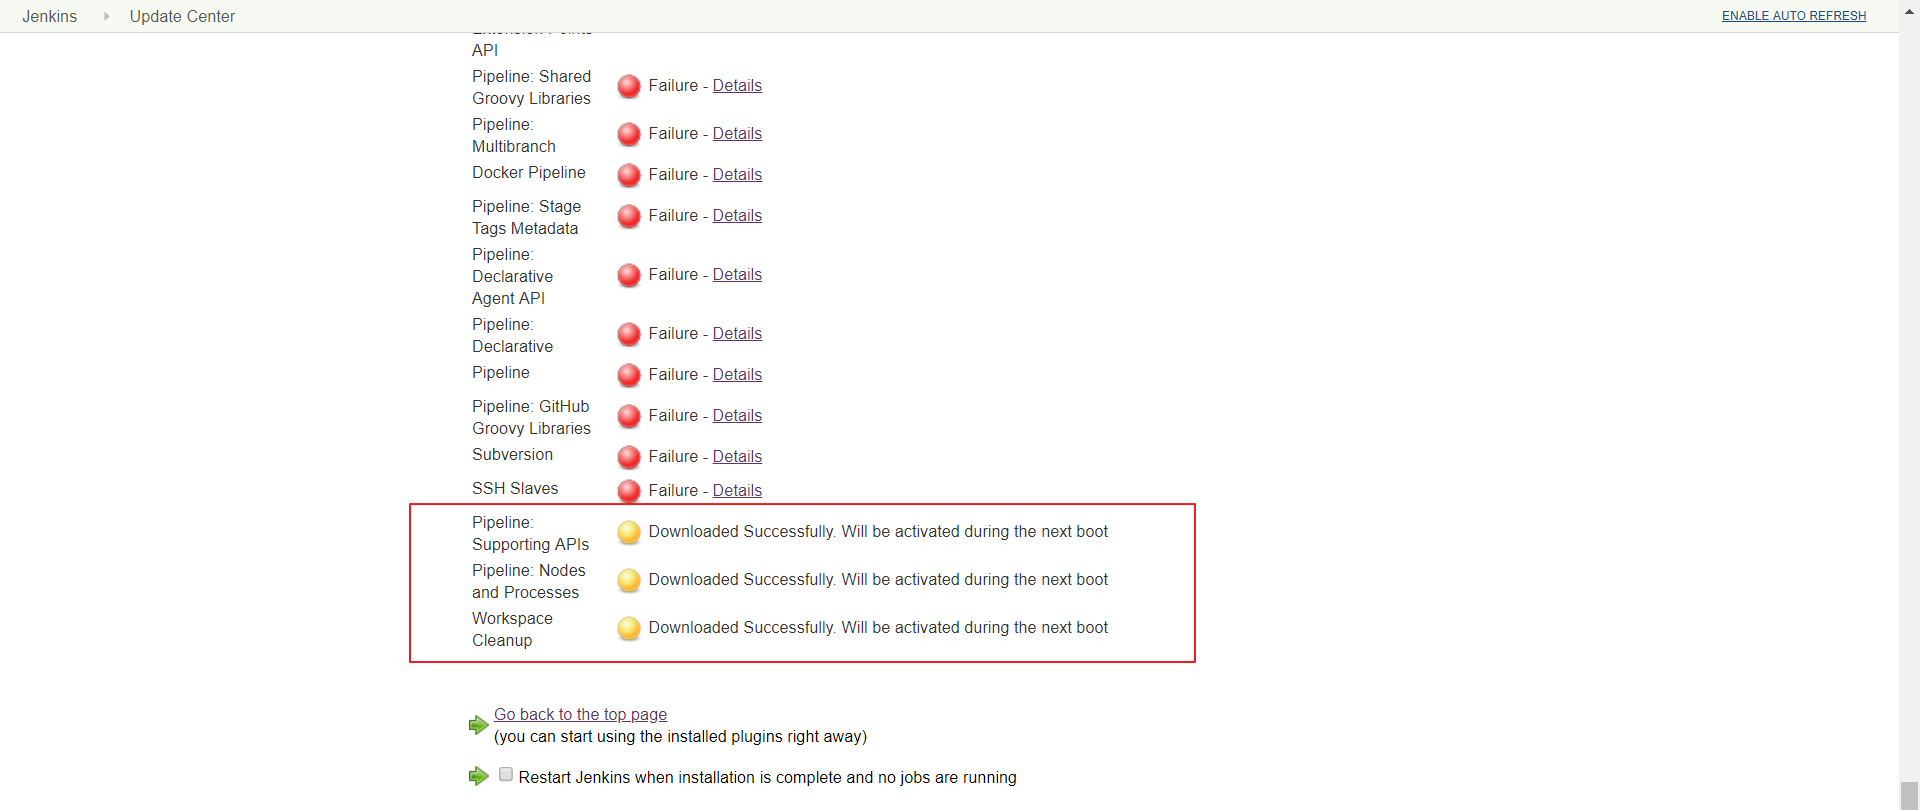 Jenkins Update Center ENABLE AUTO REFRESH
Extension Points
API
Pipeline: Shared
Groovy Libraries
Failure - Details
Pipeline:
Multibranch
Failure - Details
Docker Pipeline
Failure - Details
Pipeline: Stage
Tags Metadata
Failure - Details
Pipeline:
Declarative
Agent API
Failure - Details
Pipeline:
Declarative
Failure - Details
Pipeline
Failure - Details
Pipeline: GitHub
Groovy Libraries
Failure - Details
Subversion
Failure - Details
SSH Slaves
Failure - Details
Pipeline:
Supporting APIs
Downloaded Successfully. Will be activated during the next boot
Pipeline: Nodes
and Processes
Downloaded Successfully. Will be activated during the next boot
Workspace
Cleanup
Downloaded Successfully. Will be activated during the next boot
Go back to the top page
(you can start using the installed plugins right away)
Restart Jenkins when installation is complete and no jobs are running